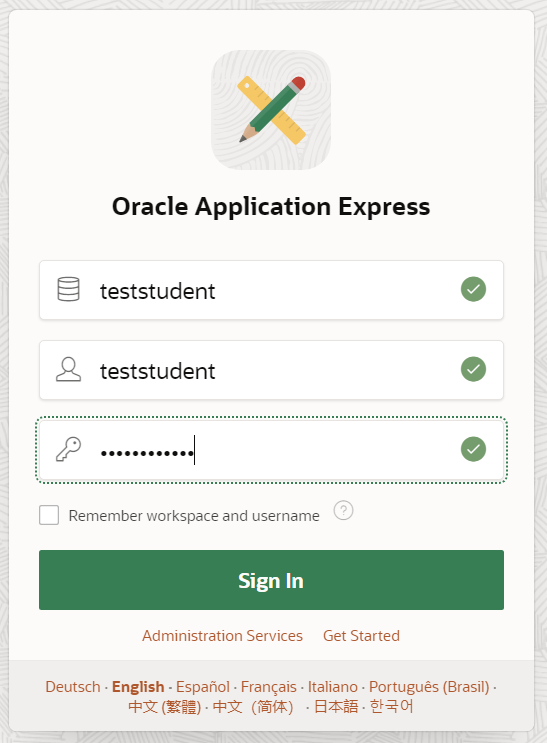 Oracle Application Express
teststudent
teststudent
••••••••••••
Remember workspace and username ?
Sign In
Administration Services Get Started
Deutsch · English · Español · Français · Italiano · Português (Brasil) ·
中文 (繁體) · 中文（简体） · 日本語 · 한국어